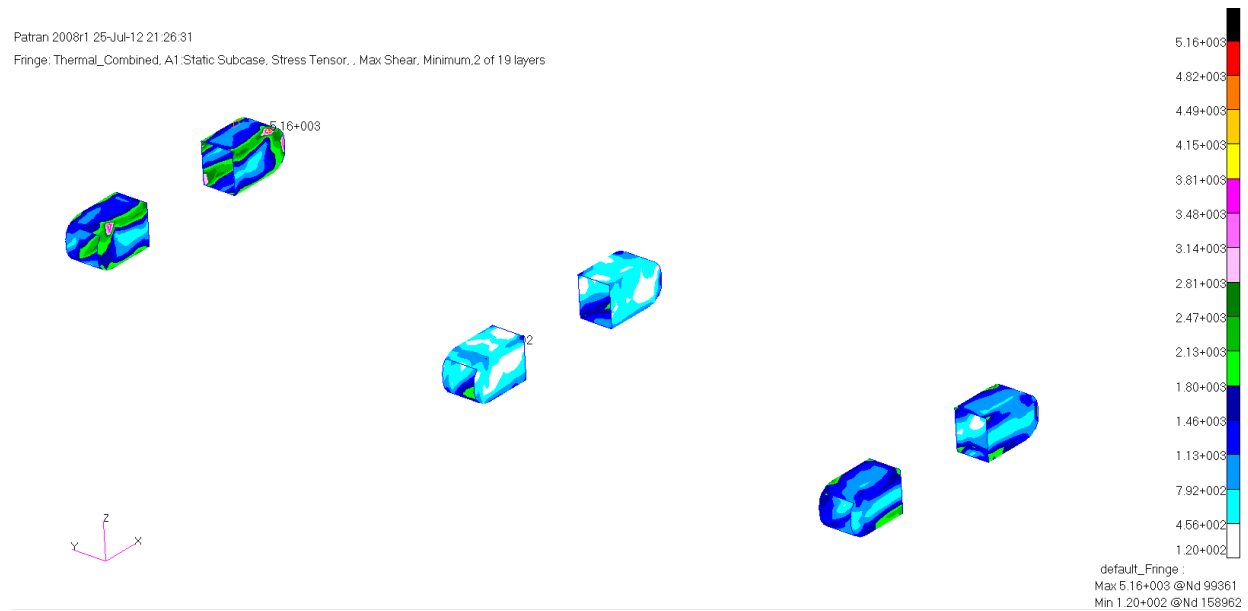 Patran 2008r1 25-Jul-12 21:26:31
Fringe: Thermal_Combined, A1:Static Subcase, Stress Tensor, , Max Shear, Minimum,2 of 19 layers
5.16+003
4.82+003
4.49+003
4.15+003
3.81+003
3.48+003
3.14+003
2.81+003
2.47+003
2.13+003
1.80+003
1.46+003
1.13+003
7.92+002
4.56+002
1.20+002
5.16+003
Z
Y
X
default_Fringe :
Max 5.16+003 @Nd 99361
Min 1.20+002 @Nd 158962